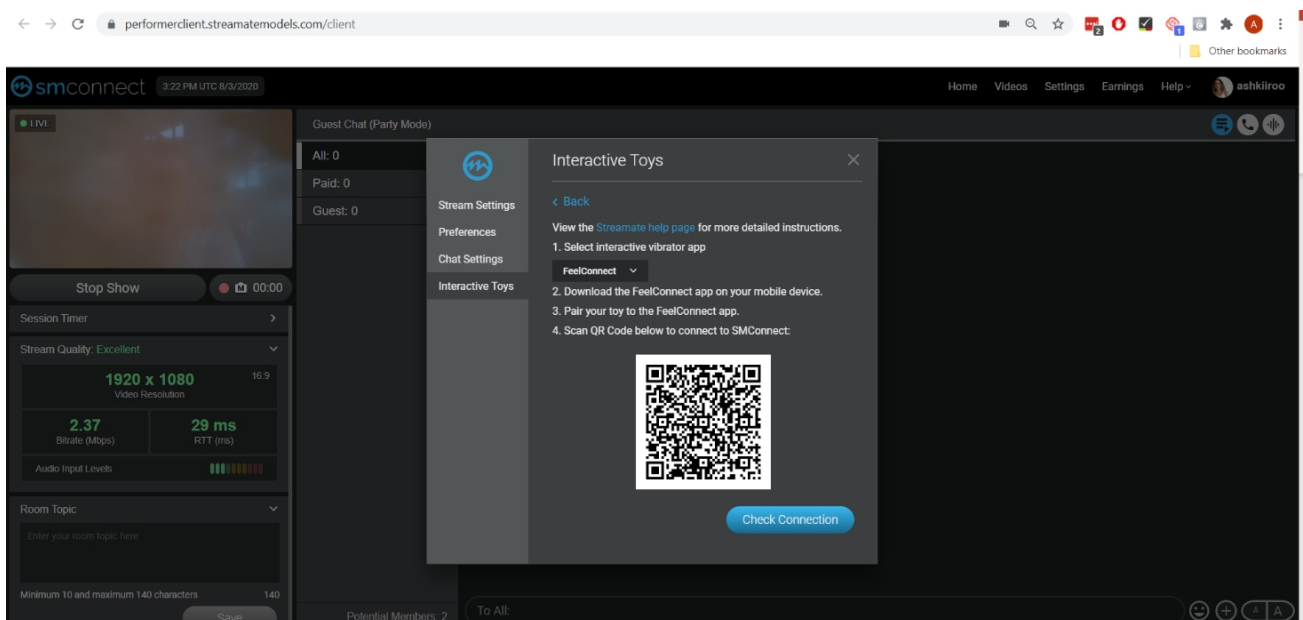 performerclient.streamatemodels.com/client
2
1
A
Other bookmarks
smconnect 3:22 PM UTC 8/3/2020
Home Videos Settings Earnings Help ashkiiroo
LIVE
Guest Chat (Party Mode)
All: 0
Paid: 0
Guest: 0
Stop Show
00:00
Session Timer
Stream Quality: Excellent
1920 x 1080
16:9
Video Resolution
2.37
Bitrate (Mbps)
29 ms
RTT (ms)
Audio Input Levels
Room Topic
Enter your room topic here
Minimum 10 and maximum 140 characters 140
Save
Potential Members: 2
Stream Settings
Preferences
Chat Settings
Interactive Toys
Interactive Toys
< Back
View the Streamate help page for more detailed instructions.
1. Select interactive vibrator app
FeelConnect
2. Download the FeelConnect app on your mobile device.
3. Pair your toy to the FeelConnect app.
4. Scan QR Code below to connect to SMConnect:
Check Connection
To All:
A A